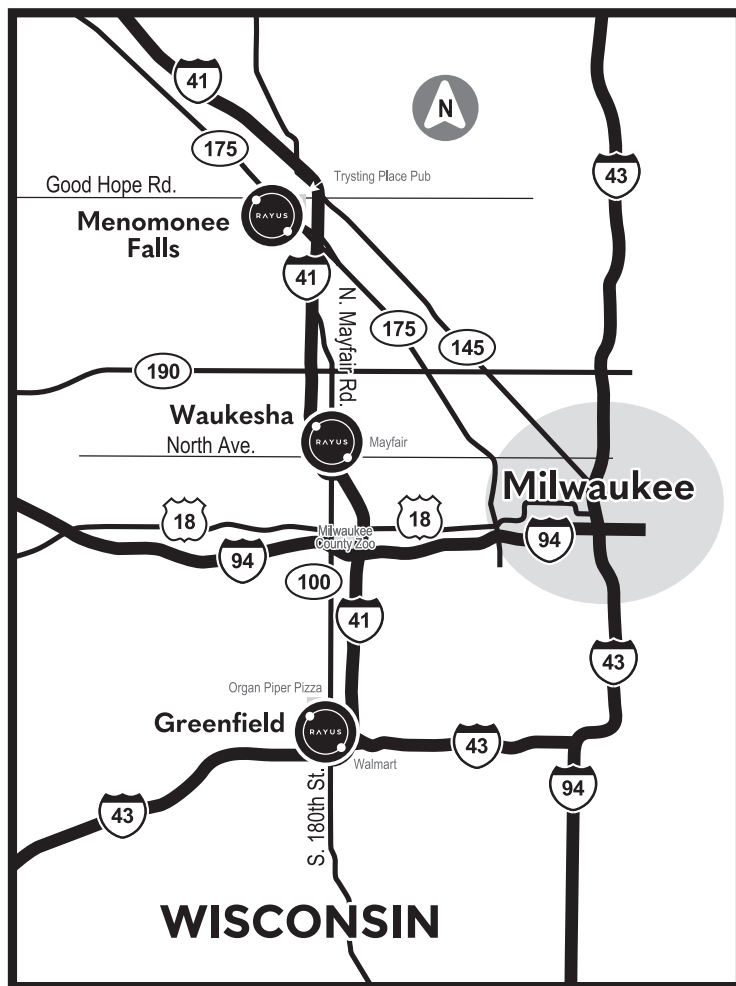 41
N
175
43
Trysting Place Pub
Good Hope Rd.
RAYUS
Menomonee
Falls
41
N. Mayfair Rd.
175
145
190
Waukesha
RAYUS
Mayfair
North Ave.
Milwaukee
18
18
Milwaukee
County Zoo
94
94
100
41
43
Organ Piper Pizza
Greenfield
RAYUS
43
Walmart
94
43
S. 180th St.
WISCONSIN